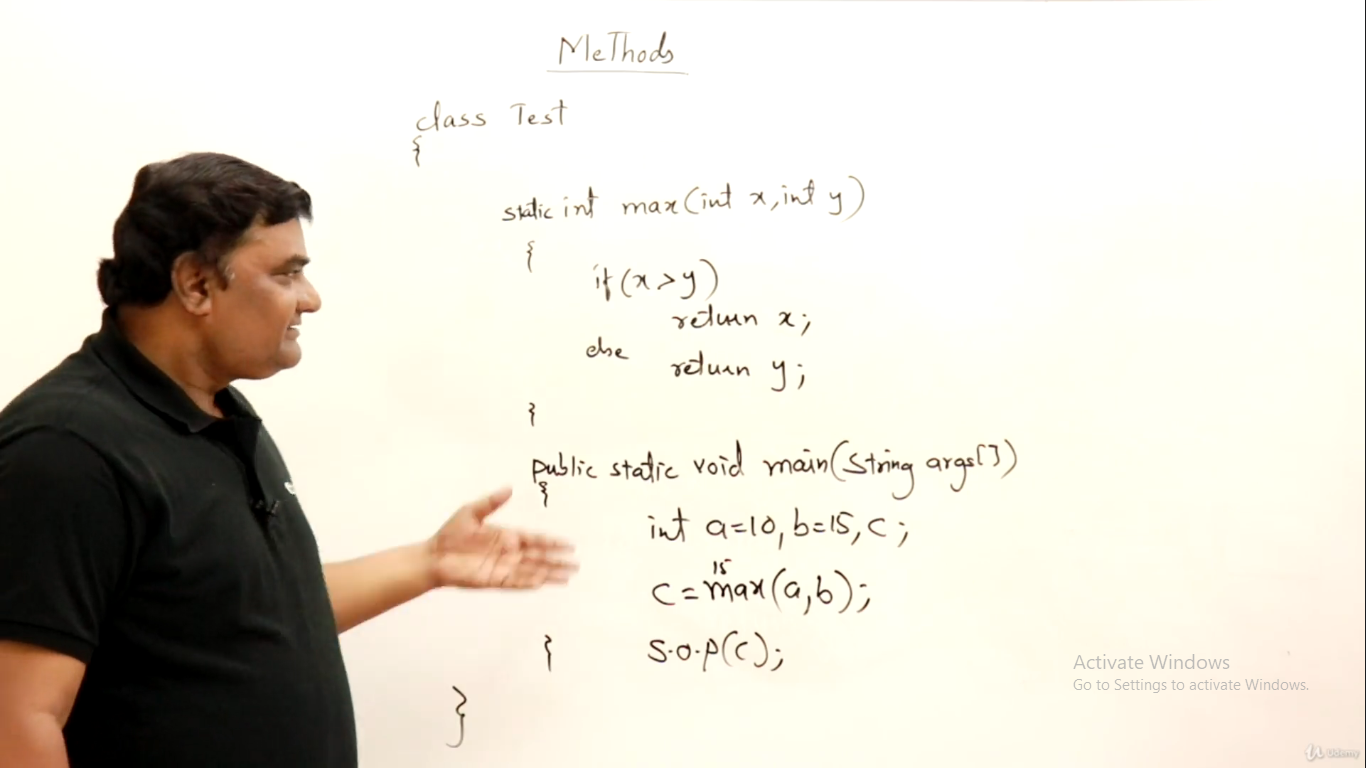 MeThods
class Test
{
static int max(int x, int y)
{
if(x>y)
return x;
else return y;
}
public static void main(String args[])
{
int a=10, b=15, c;
15
c=max(a,b);
} S.O.P(c);
}
Activate Windows
Go to Settings to activate Windows.
Udemy